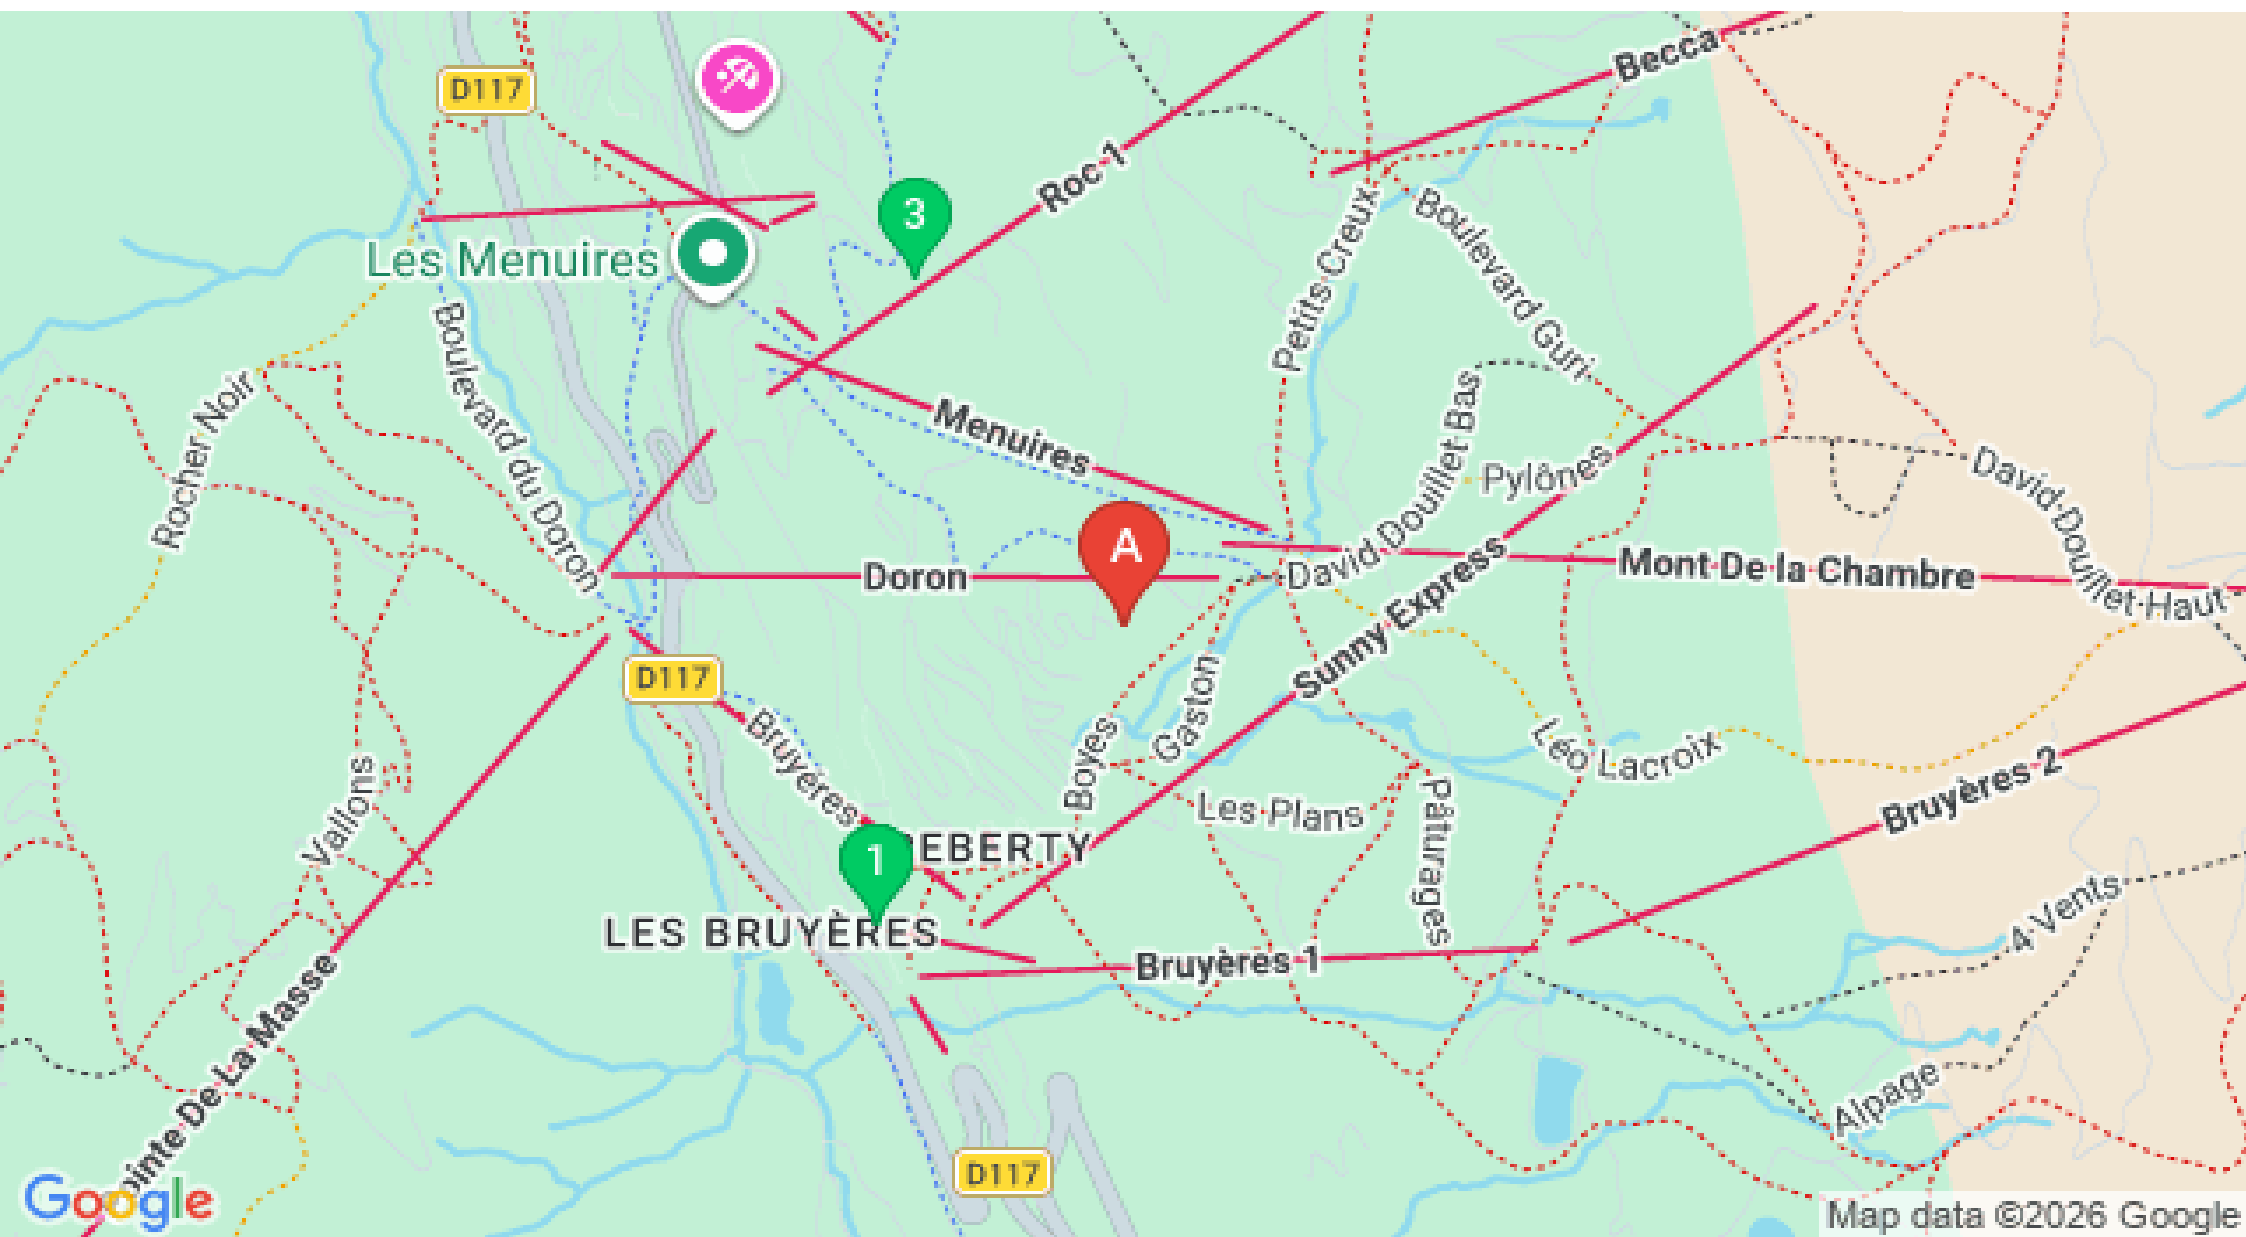 Becca
D117
Roc 1
3
Les Menuires
Petits Creux
Boulevard Guri
Boulevard du Doron
Rocher Noir
Menuires
David Douillet Bas
Pylônes
David Douillet Haut
A
Doron
Mont De la Chambre
Sunny Express
D117
Gaston
Bruyères
Boyes
Léo Lacroix
Bruyères 2
Vallons
Les Plans
Pâturages
1
EBERTY
LES BRUYÈRES
Bruyères 1
4 Vents
ointe De La Masse
Alpage
D117
Google
Map data ©2026 Google